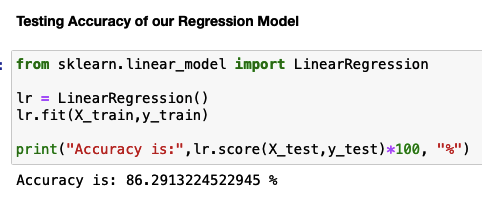 Testing Accuracy of our Regression Model
: from sklearn.linear_model import LinearRegression
lr = LinearRegression()
lr.fit(X_train,y_train)
print("Accuracy is:",lr.score(X_test,y_test)*100, "%")
Accuracy is: 86.2913224522945 %